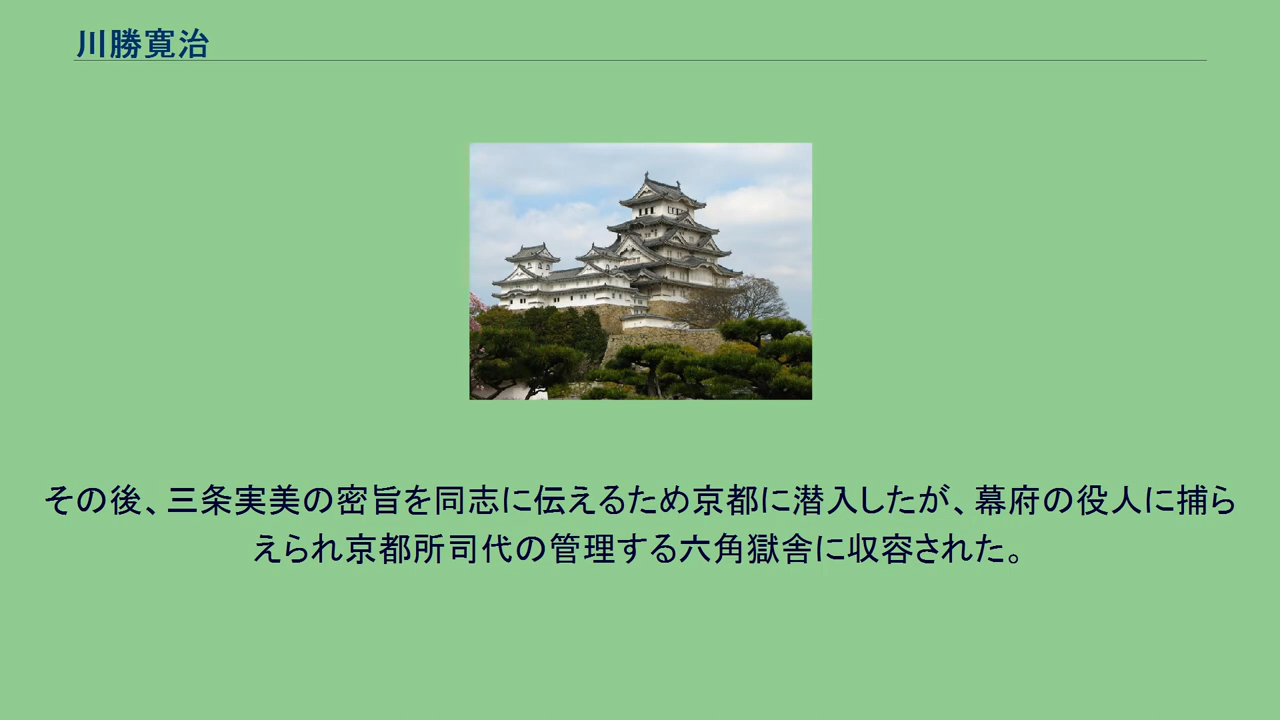 川勝寛治
その後、三条実美の密旨を同志に伝えるため京都に潜入したが、幕府の役人に捕ら
えられ京都所司代の管理する六角獄舎に収容された。